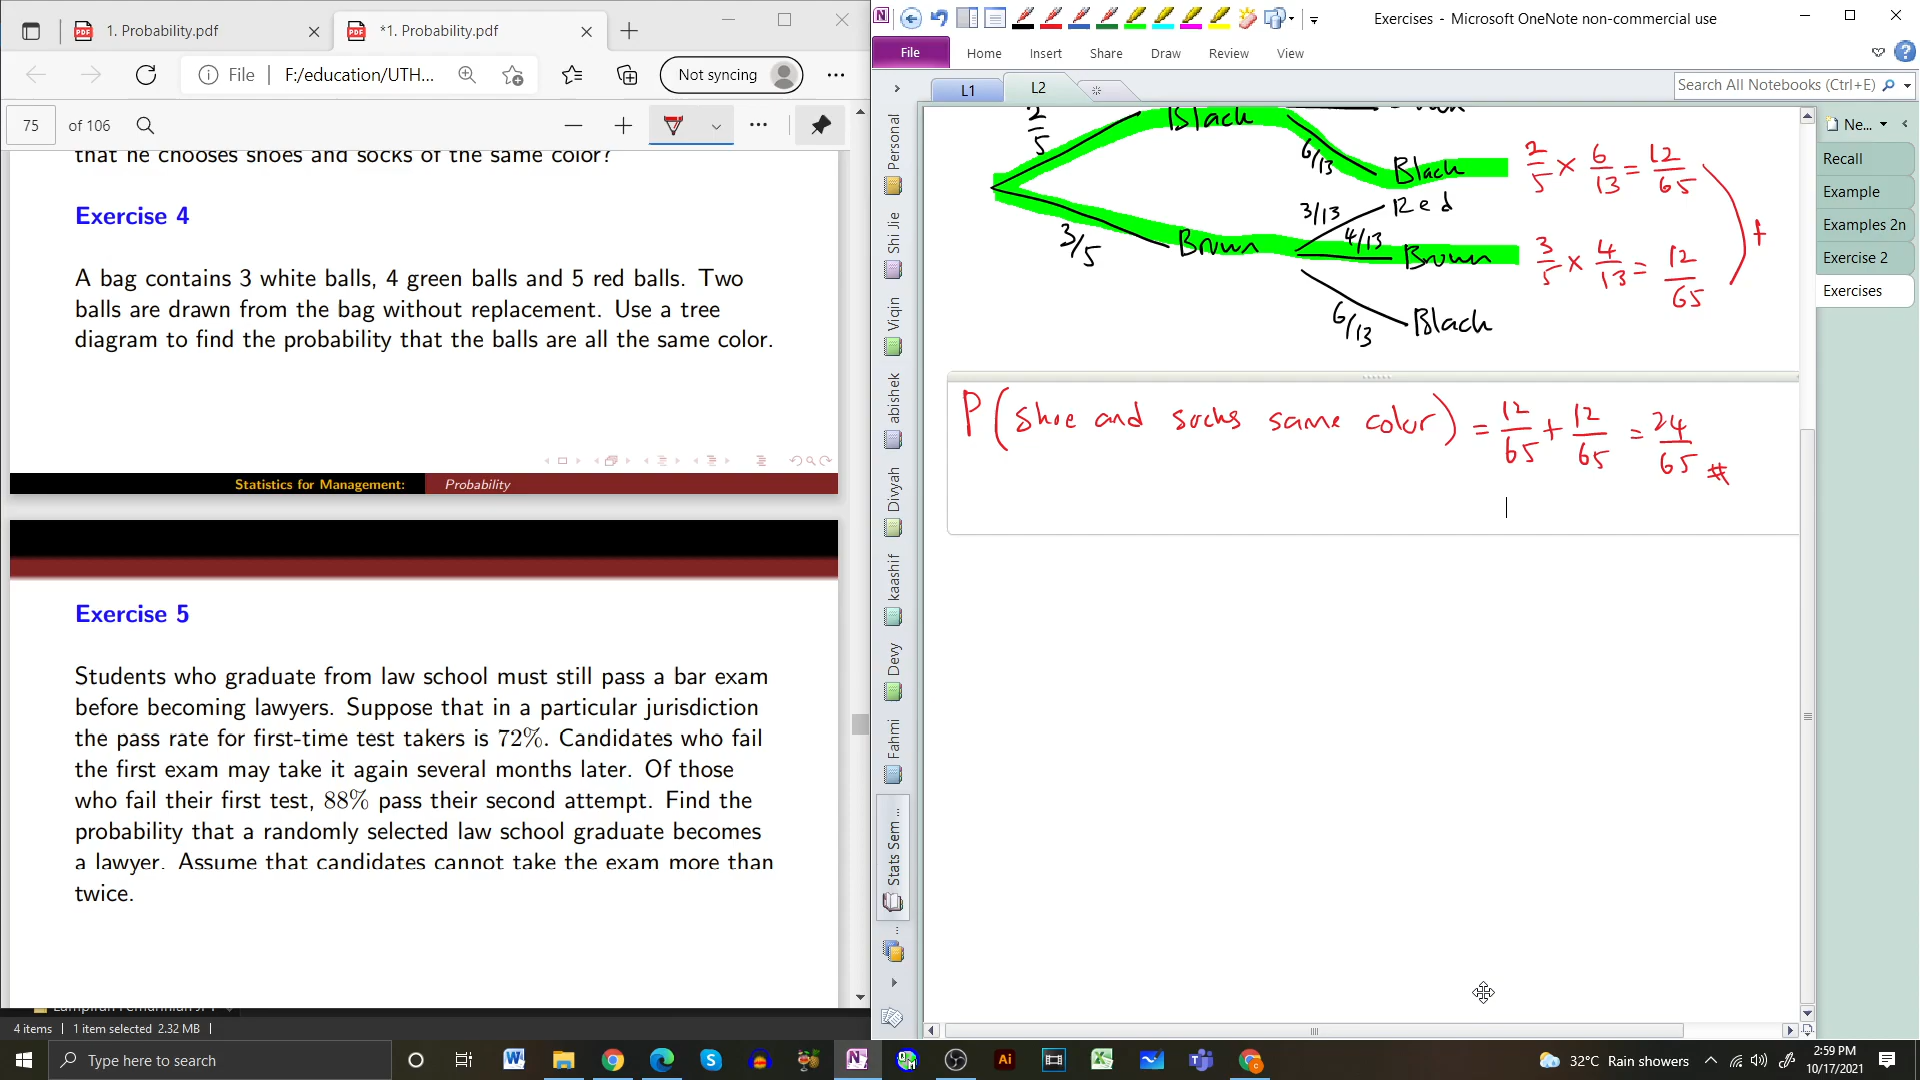 1. Probability.pdf
*1. Probability.pdf
File
F:/education/UTH...
Not syncing
75 of 106
that he chooses shoes and socks of the same color?
Exercise 4
A bag contains 3 white balls, 4 green balls and 5 red balls. Two
balls are drawn from the bag without replacement. Use a tree
diagram to find the probability that the balls are all the same color.
Statistics for Management: Probability
Exercise 5
Students who graduate from law school must still pass a bar exam
before becoming lawyers. Suppose that in a particular jurisdiction
the pass rate for first-time test takers is 72%. Candidates who fail
the first exam may take it again several months later. Of those
who fail their first test, 88% pass their second attempt. Find the
probability that a randomly selected law school graduate becomes
a lawyer. Assume that candidates cannot take the exam more than
twice.
4 items 1 item selected 2.32 MB
Exercises - Microsoft OneNote non-commercial use
File Home Insert Share Draw Review View
L1 L2
Search All Notebooks (Ctrl+E)
Personal
Shi Jie
Viqin
abishek
Divyah
kaashif
Devy
Fahmi
Stats Sem ...
2/5 Black
6/13 Black 2/5 × 6/13 = 12/65
3/13 Red
+
3/5 Brown 4/13 Brown 3/5 × 4/13 = 12/65
6/13 Black
P(shoe and socks same color) = 12/65 + 12/65 = 24/65 #
Ne...
Recall
Example
Examples 2n
Exercise 2
Exercises
Type here to search
32°C Rain showers
2:59 PM
10/17/2021